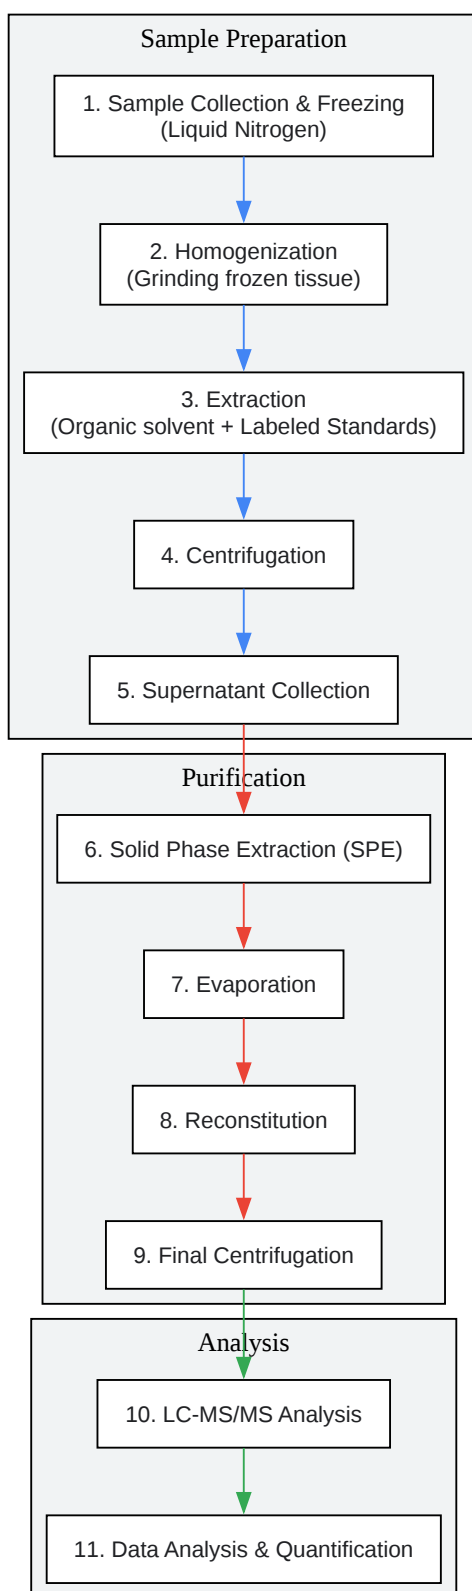 Sample Preparation
1. Sample Collection & Freezing
(Liquid Nitrogen)
2. Homogenization
(Grinding frozen tissue)
3. Extraction
(Organic solvent + Labeled Standards)
4. Centrifugation
5. Supernatant Collection
Purification
6. Solid Phase Extraction (SPE)
7. Evaporation
8. Reconstitution
9. Final Centrifugation
Analysis
10. LC-MS/MS Analysis
11. Data Analysis & Quantification